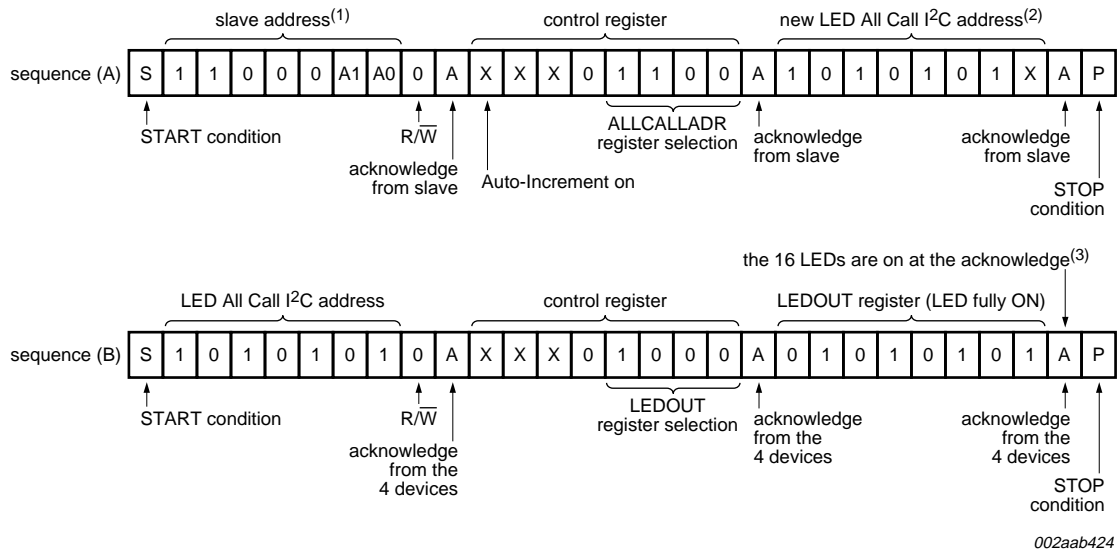 slave address(1) control register new LED All Call I2C address(2)
sequence (A) S 1 1 0 0 0 A1 A0 0 A X X X 0 1 1 0 0 A 1 0 1 0 1 0 1 X A P
START condition R/W ALLCALLADR register selection acknowledge from slave acknowledge from slave
acknowledge from slave Auto-Increment on STOP condition
the 16 LEDs are on at the acknowledge(3)
LED All Call I2C address control register LEDOUT register (LED fully ON)
sequence (B) S 1 0 1 0 1 0 1 0 A X X X 0 1 0 0 0 A 0 1 0 1 0 1 0 1 A P
START condition R/W LEDOUT register selection acknowledge from the 4 devices acknowledge from the 4 devices
acknowledge from the 4 devices STOP condition
002aab424